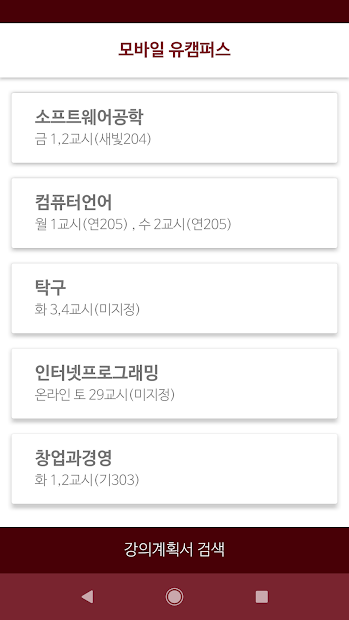 모바일 유캠퍼스
소프트웨어공학
금 1,2교시(새빛204)
컴퓨터언어
월 1교시(연205) , 수 2교시(연205)
탁구
화 3,4교시(미지정)
인터넷프로그래밍
온라인 토 29교시(미지정)
창업과경영
화 1,2교시(기303)
강의계획서 검색